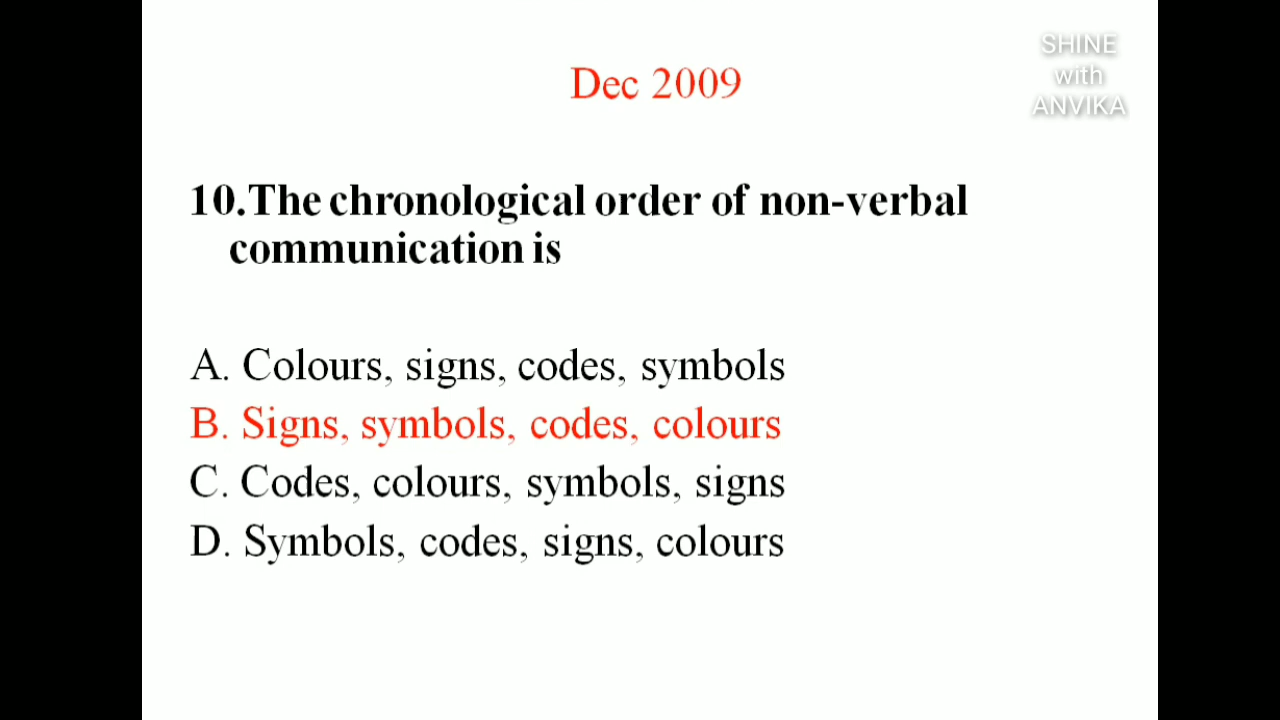 SHINE
with
ANVIKA
Dec 2009
10.The chronological order of non-verbal
communication is
A. Colours, signs, codes, symbols
B. Signs, symbols, codes, colours
C. Codes, colours, symbols, signs
D. Symbols, codes, signs, colours